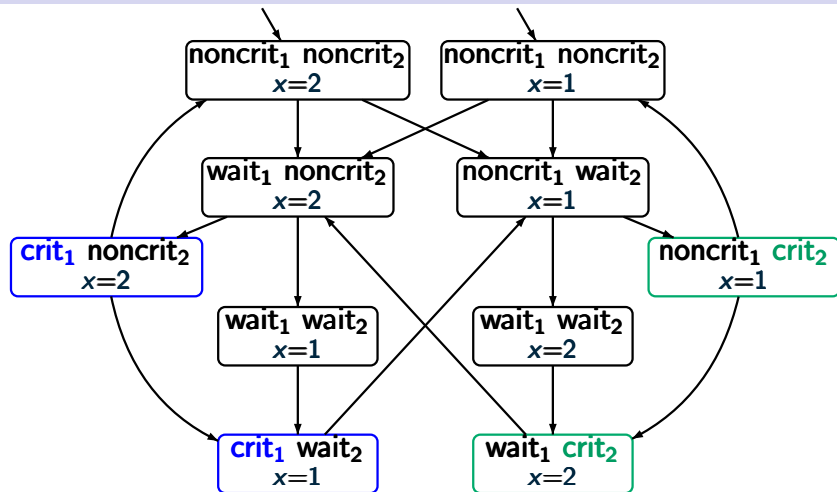 noncrit₁ noncrit₂
x=2
noncrit₁ noncrit₂
x=1
wait₁ noncrit₂
x=2
noncrit₁ wait₂
x=1
crit₁ noncrit₂
x=2
noncrit₁ crit₂
x=1
wait₁ wait₂
x=1
wait₁ wait₂
x=2
crit₁ wait₂
x=1
wait₁ crit₂
x=2